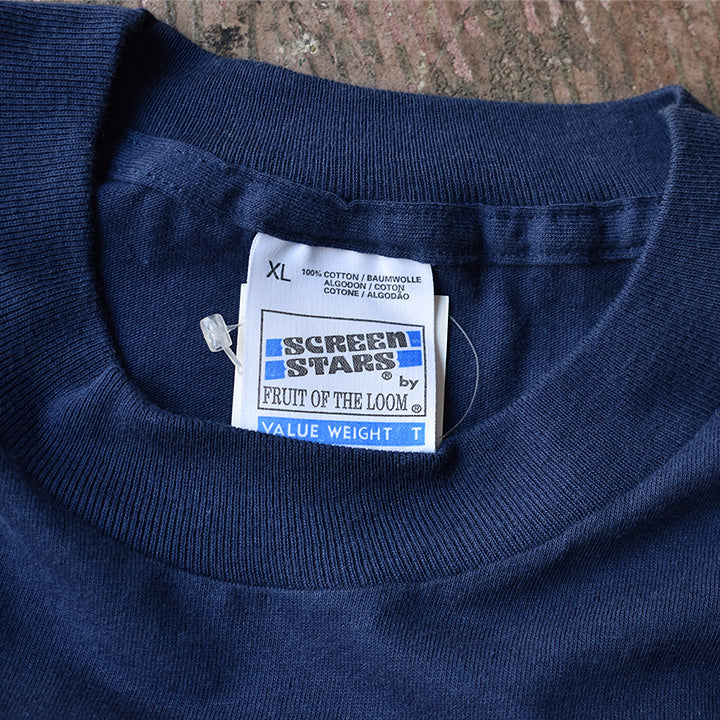 XL
100% COTTON / BAUMWOLLE
ALGODON / COTON
COTONE / ALGODÃO
SCREEN
STARS ®
by
FRUIT OF THE LOOM ®
VALUE WEIGHT T